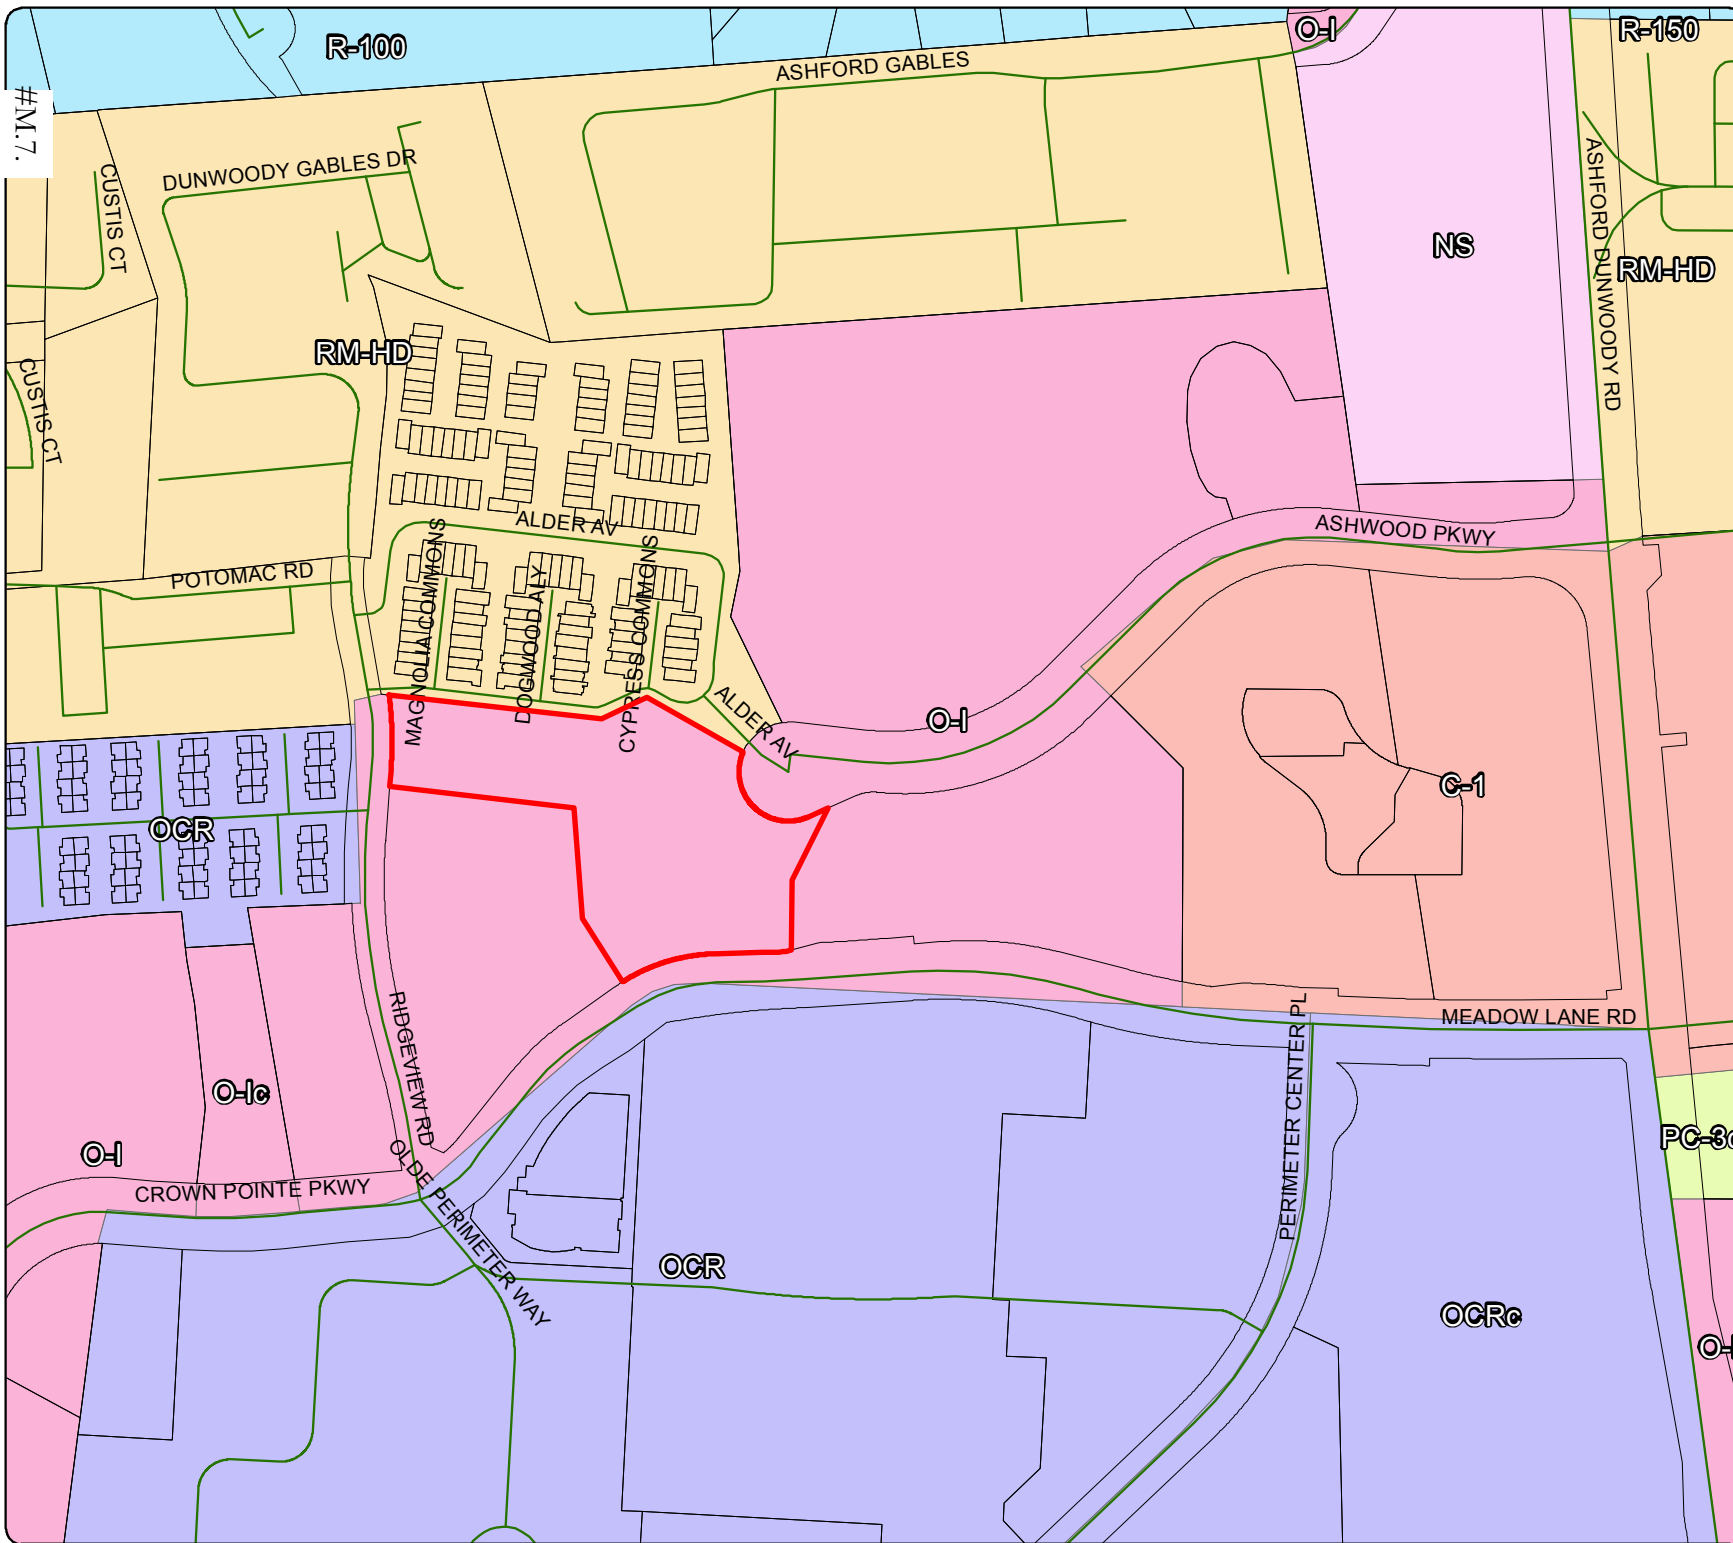 R-100
O-I
R-150
ASHFORD GABLES
#M.7.
DUNWOODY GABLES DR
CUSTIS CT
ASHFORD DUNWOODY RD
NS
RM-HD
RM-HD
CUSTIS CT
ALDER AV
ASHWOOD PKWY
POTOMAC RD
MAGNOLIA COMMONS
DOGWOOD ALY
CYPRESS COMMONS
ALDER AV
O-I
C-1
OCR
RIDGEVIEW RD
MEADOW LANE RD
PERIMETER CENTER PL
O-Ic
O-I
PC-3c
CROWN POINTE PKWY
OLDE PERIMETER WAY
OCR
OCRc